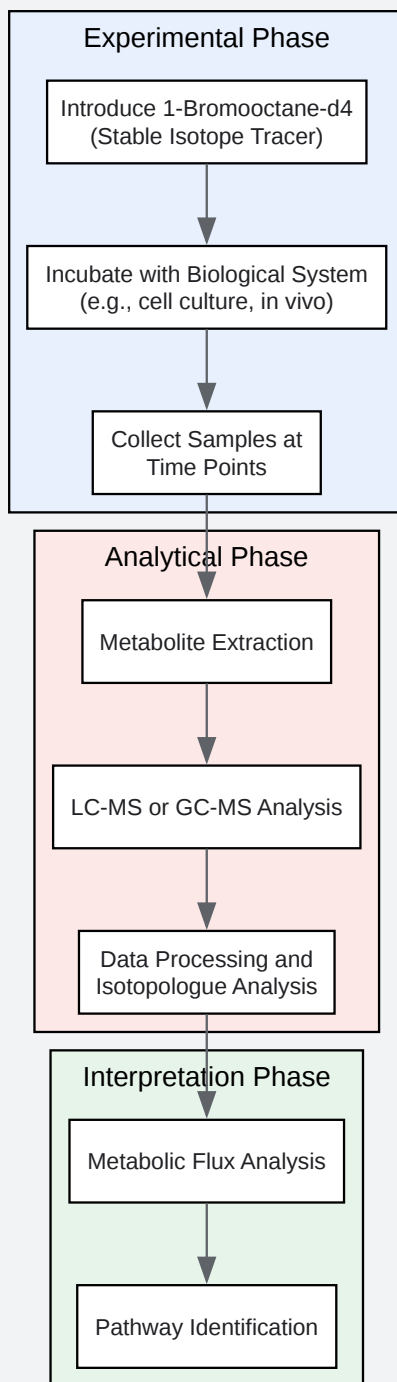 Experimental Phase
Introduce 1-Bromooctane-d4
(Stable Isotope Tracer)
Incubate with Biological System
(e.g., cell culture, in vivo)
Collect Samples at
Time Points
Analytical Phase
Metabolite Extraction
LC-MS or GC-MS Analysis
Data Processing and
Isotopologue Analysis
Interpretation Phase
Metabolic Flux Analysis
Pathway Identification